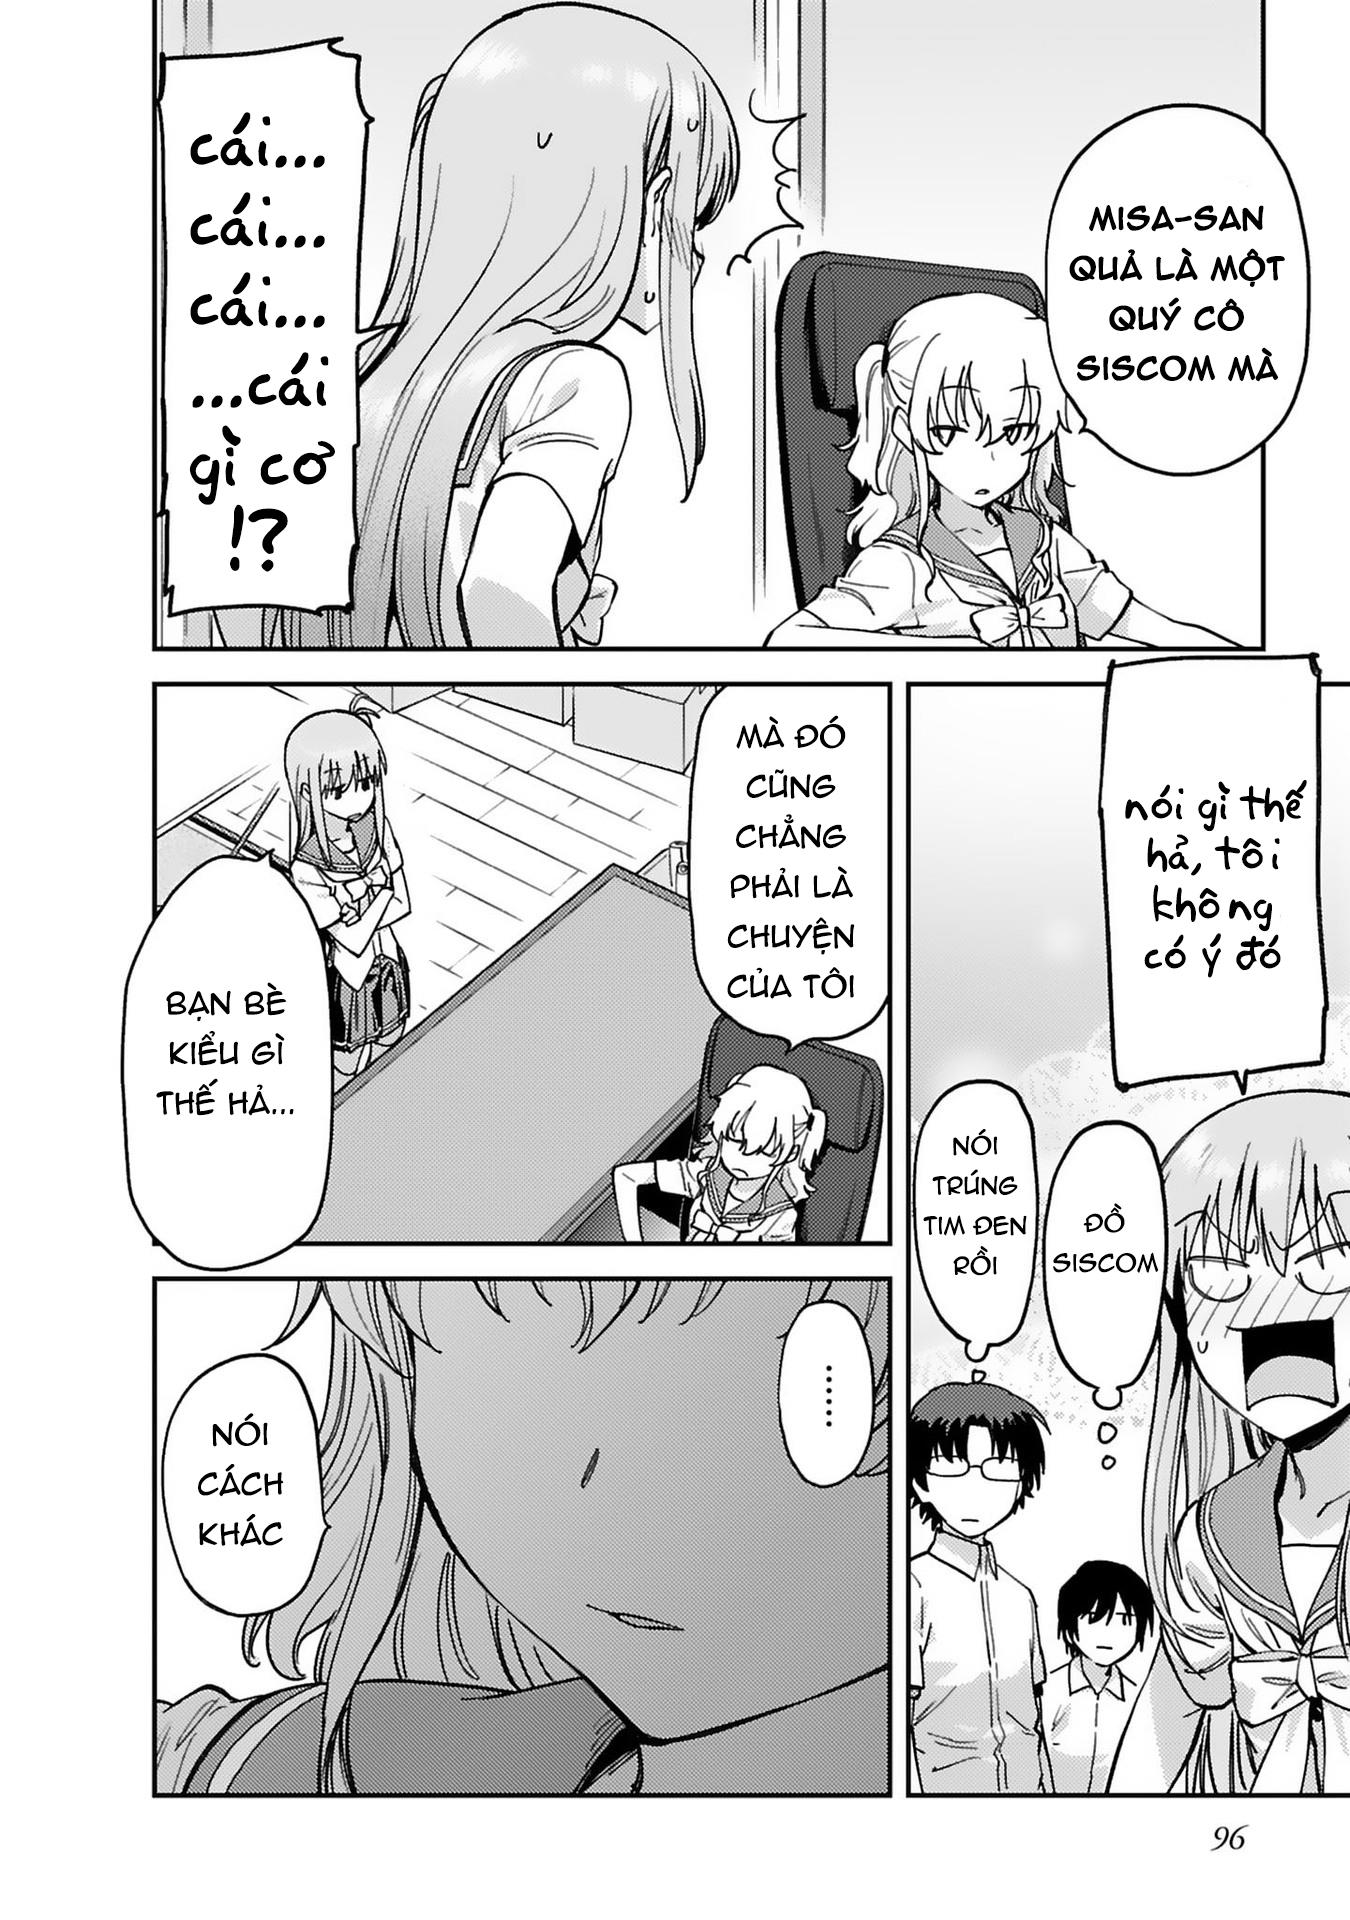 MISA-SAN
QUẢ LÀ MỘT
QUÝ CÔ
SISCOM MÀ
cái...
cái...
cái...
...cái
gì cơ
!?
nói gì thế
hả, tôi
không
có ý đó
ĐỒ
SISCOM
NÓI
TRÚNG
TIM ĐEN
RỒI
MÀ ĐÓ
CŨNG
CHẲNG
PHẢI LÀ
CHUYỆN
CỦA TÔI
BẠN BÈ
KIỂU GÌ
THẾ HẢ...
......
NÓI
CÁCH
KHÁC
96